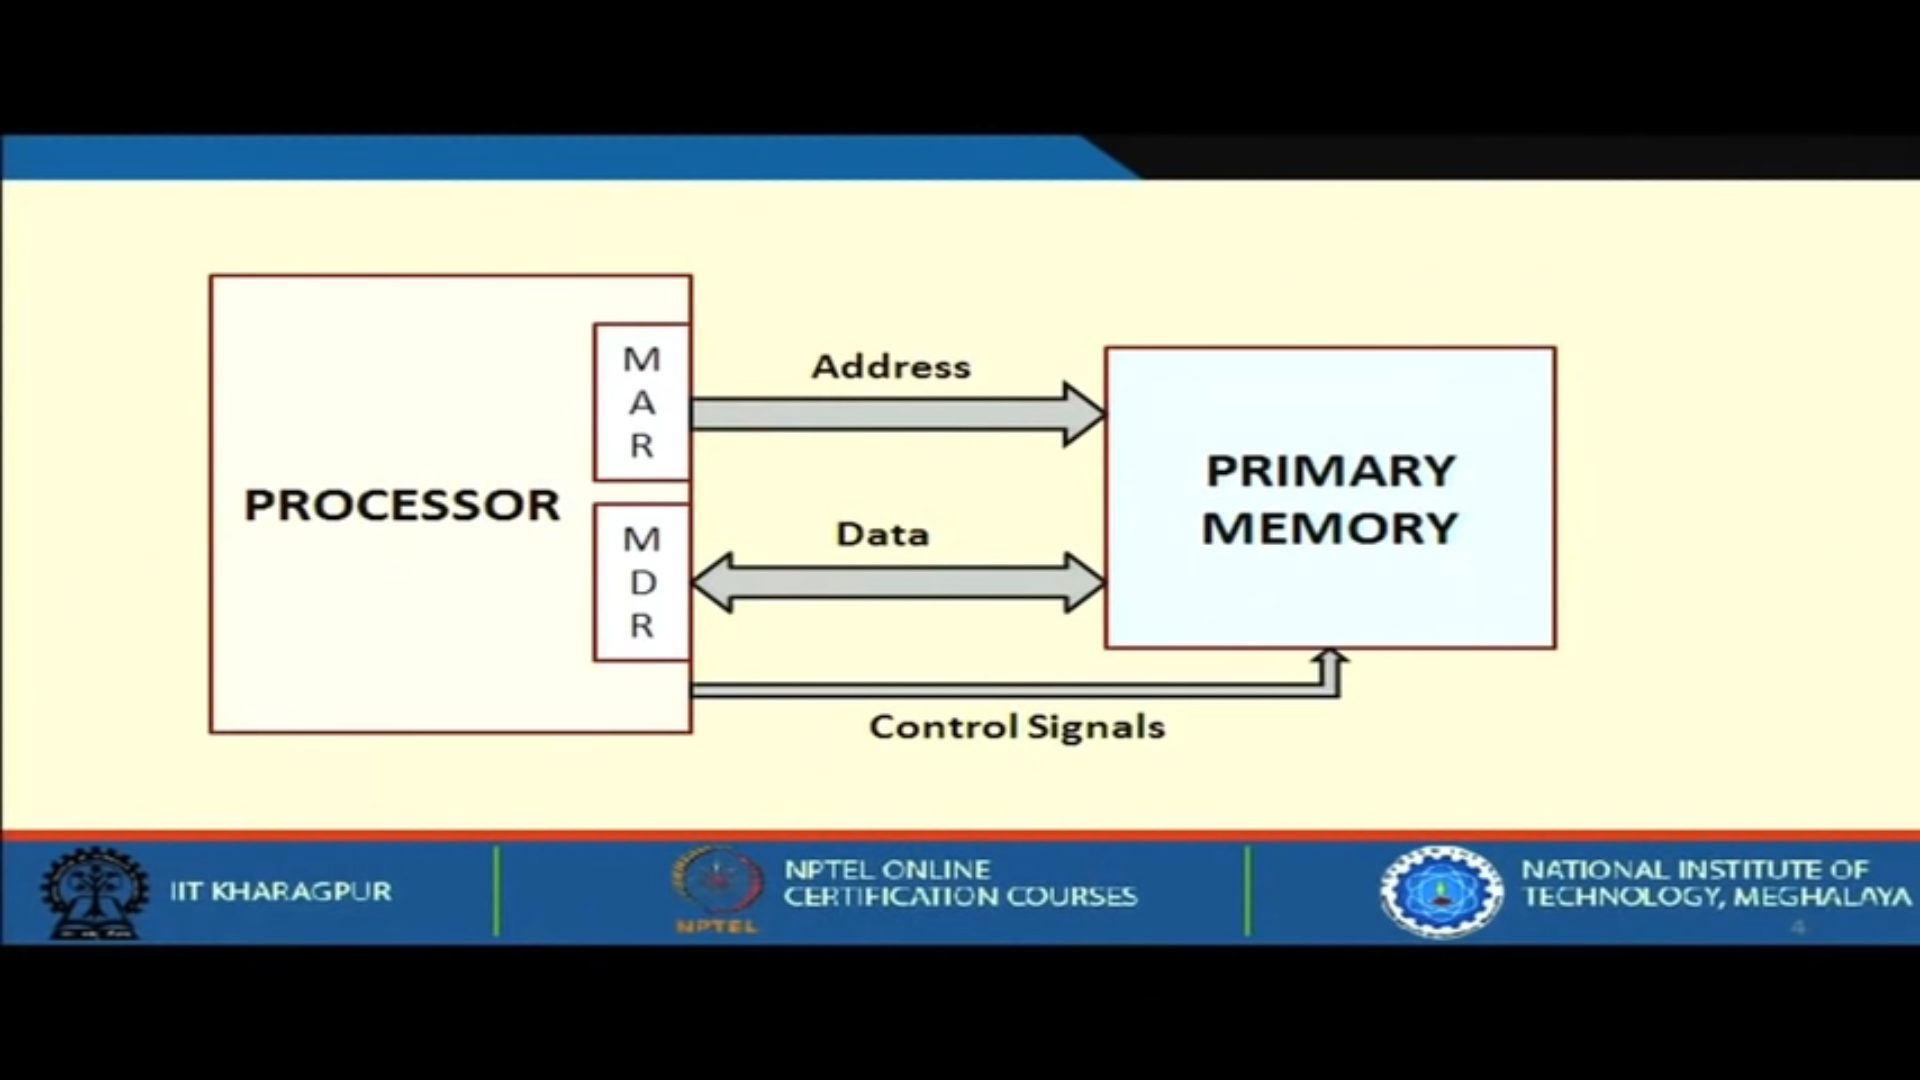 PROCESSOR
M
A
R
M
D
R
Address
Data
Control Signals
PRIMARY
MEMORY
IIT KHARAGPUR
NPTEL
NPTEL ONLINE
CERTIFICATION COURSES
NATIONAL INSTITUTE OF
TECHNOLOGY, MEGHALAYA
4